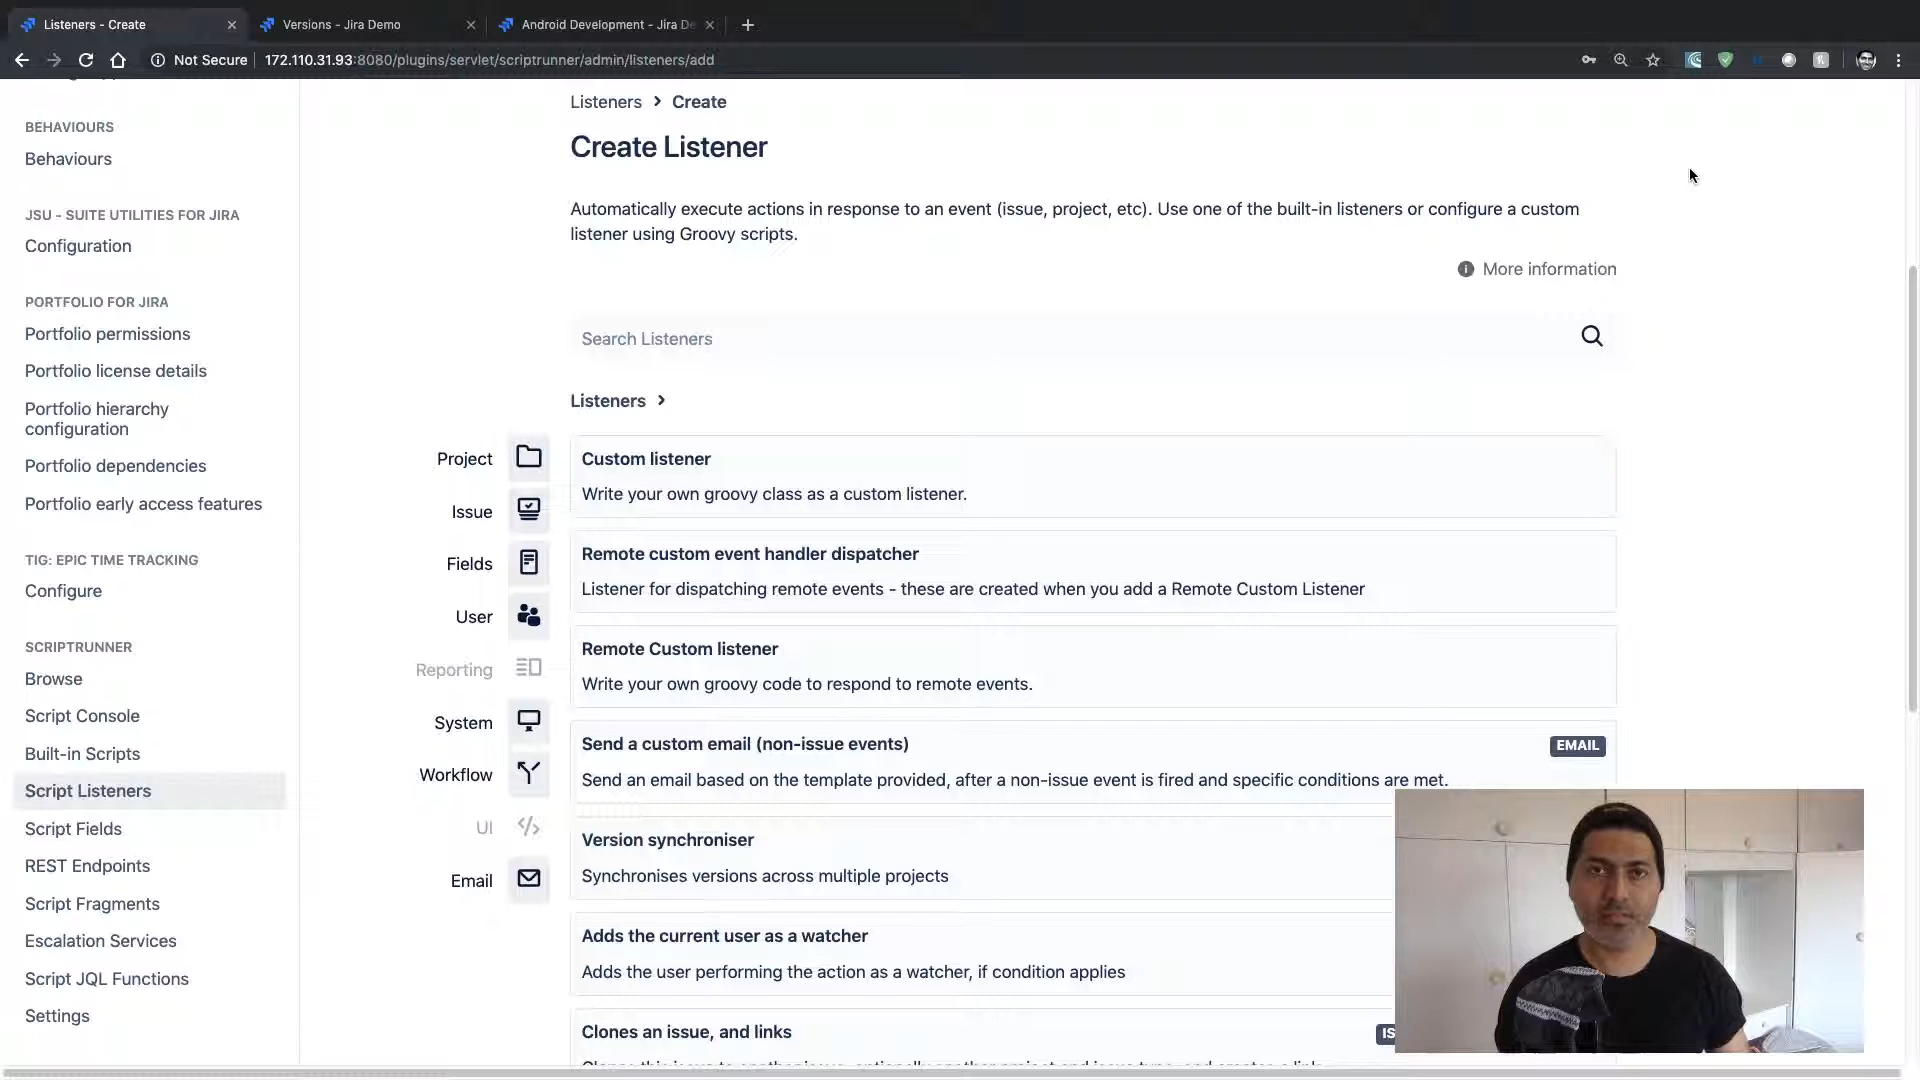 Listeners - Create
Versions - Jira Demo
Android Development - Jira De
Not Secure
172.110.31.93:8080/plugins/servlet/scriptrunner/admin/listeners/add
BEHAVIOURS
Behaviours
JSU - SUITE UTILITIES FOR JIRA
Configuration
PORTFOLIO FOR JIRA
Portfolio permissions
Portfolio license details
Portfolio hierarchy
configuration
Portfolio dependencies
Portfolio early access features
TIG: EPIC TIME TRACKING
Configure
SCRIPTRUNNER
Browse
Script Console
Built-in Scripts
Script Listeners
Script Fields
REST Endpoints
Script Fragments
Escalation Services
Script JQL Functions
Settings
Listeners > Create
Create Listener
Automatically execute actions in response to an event (issue, project, etc). Use one of the built-in listeners or configure a custom
listener using Groovy scripts.
More information
Search Listeners
Listeners >
Project
Issue
Fields
User
Reporting
System
Workflow
UI
Email
Custom listener
Write your own groovy class as a custom listener.
Remote custom event handler dispatcher
Listener for dispatching remote events - these are created when you add a Remote Custom Listener
Remote Custom listener
Write your own groovy code to respond to remote events.
Send a custom email (non-issue events)
EMAIL
Send an email based on the template provided, after a non-issue event is fired and specific conditions are met.
Version synchroniser
Synchronises versions across multiple projects
Adds the current user as a watcher
Adds the user performing the action as a watcher, if condition applies
Clones an issue, and links
IS